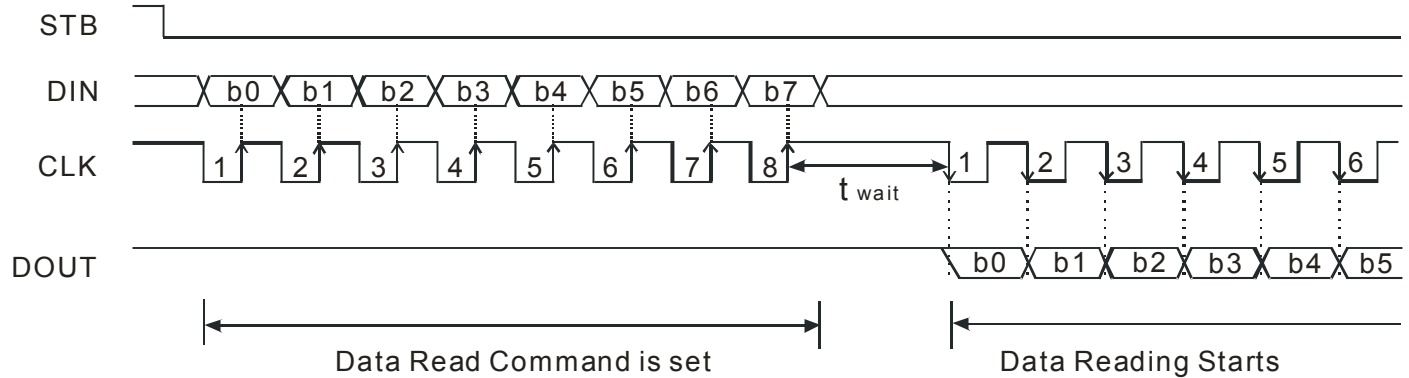 STB
DIN b0 b1 b2 b3 b4 b5 b6 b7
CLK 1 2 3 4 5 6 7 8 1 2 3 4 5 6
t wait
DOUT b0 b1 b2 b3 b4 b5
Data Read Command is set Data Reading Starts